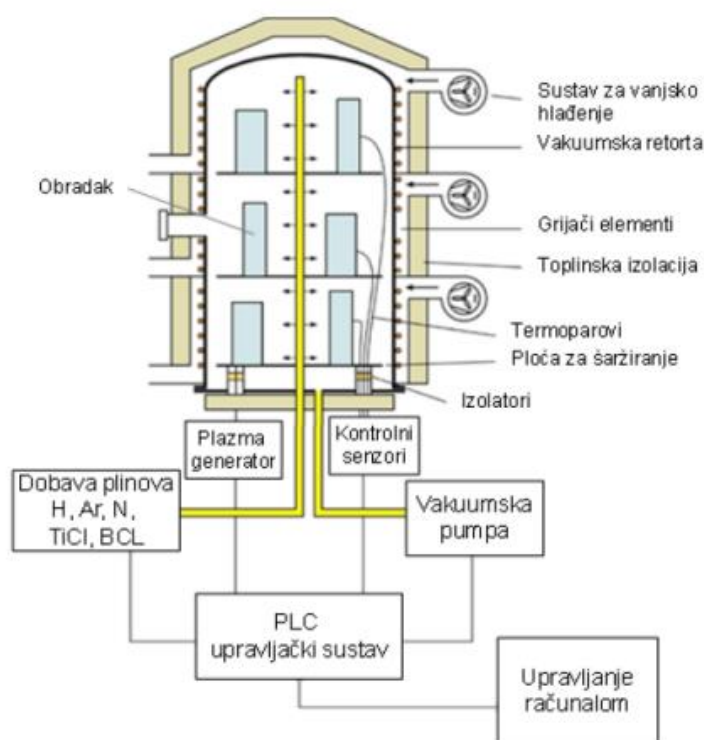 Sustav za vanjsko
hlađenje
Vakuumska retorta
Obradak
Grijači elementi
Toplinska izolacija
Termoparovi
Ploča za šaržiranje
Izolatori
Plazma
generator
Kontrolni
senzori
Dobava plinova
H, Ar, N,
TiCl, BCL
Vakuumska
pumpa
PLC
upravljački sustav
Upravljanje
računalom